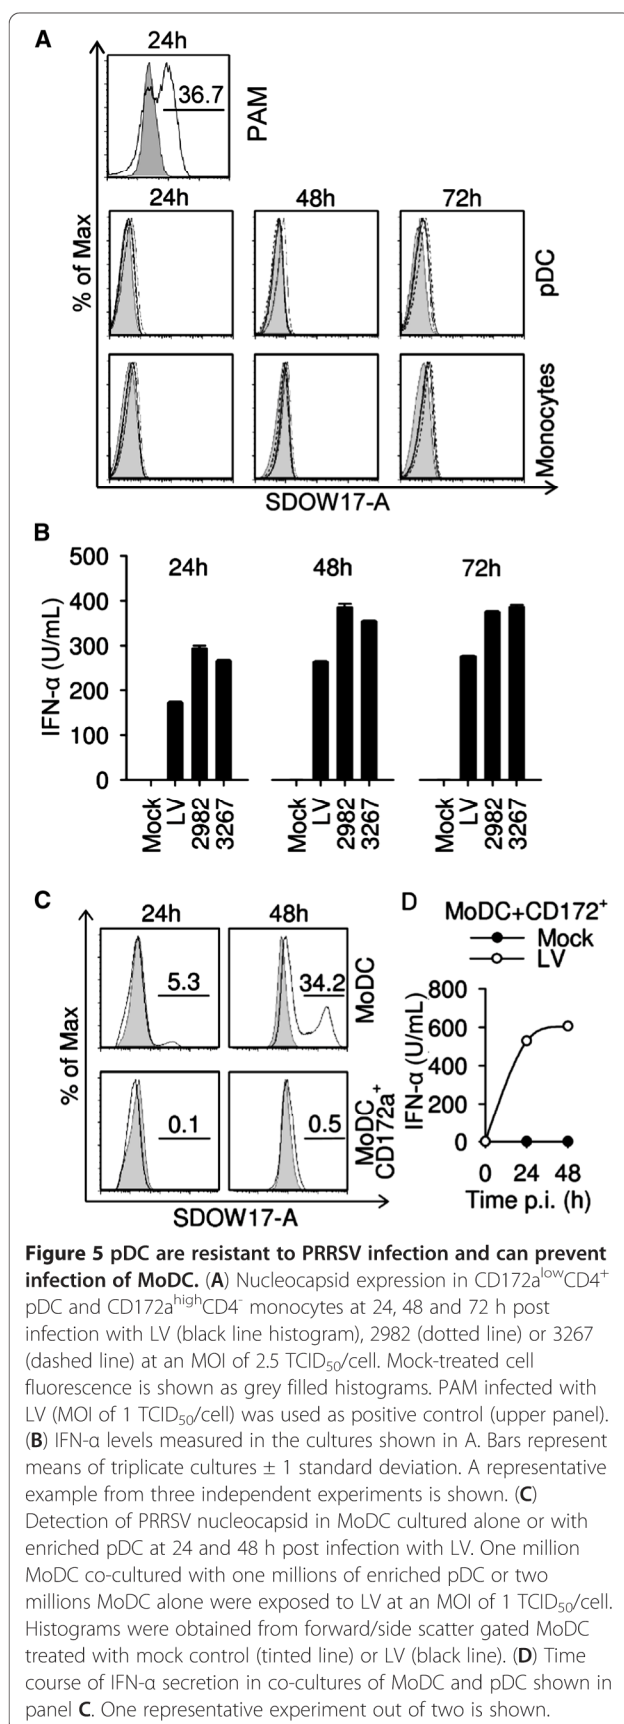 A
24h
36.7
PAM
24h
48h
72h
% of Max
pDC
Monocytes
SDOW17-A
B
500
400
300
200
100
0
IFN-α (U/mL)
24h
48h
72h
Mock
LV
2982
3267
Mock
LV
2982
3267
Mock
LV
2982
3267
C
24h
48h
5.3
34.2
MoDC
% of Max
0.1
0.5
MoDC
CD172a⁺
SDOW17-A
D
MoDC+CD172⁺
Mock
LV
800
600
400
200
0
IFN-α (U/mL)
0 24 48
Time p.i. (h)
Figure 5 pDC are resistant to PRRSV infection and can prevent
infection of MoDC. (A) Nucleocapsid expression in CD172a^lowCD4⁺
pDC and CD172a^highCD4⁻ monocytes at 24, 48 and 72 h post
infection with LV (black line histogram), 2982 (dotted line) or 3267
(dashed line) at an MOI of 2.5 TCID₅₀/cell. Mock-treated cell
fluorescence is shown as grey filled histograms. PAM infected with
LV (MOI of 1 TCID₅₀/cell) was used as positive control (upper panel).
(B) IFN-α levels measured in the cultures shown in A. Bars represent
means of triplicate cultures ± 1 standard deviation. A representative
example from three independent experiments is shown. (C)
Detection of PRRSV nucleocapsid in MoDC cultured alone or with
enriched pDC at 24 and 48 h post infection with LV. One million
MoDC co-cultured with one millions of enriched pDC or two
millions MoDC alone were exposed to LV at an MOI of 1 TCID₅₀/cell.
Histograms were obtained from forward/side scatter gated MoDC
treated with mock control (tinted line) or LV (black line). (D) Time
course of IFN-α secretion in co-cultures of MoDC and pDC shown in
panel C. One representative experiment out of two is shown.